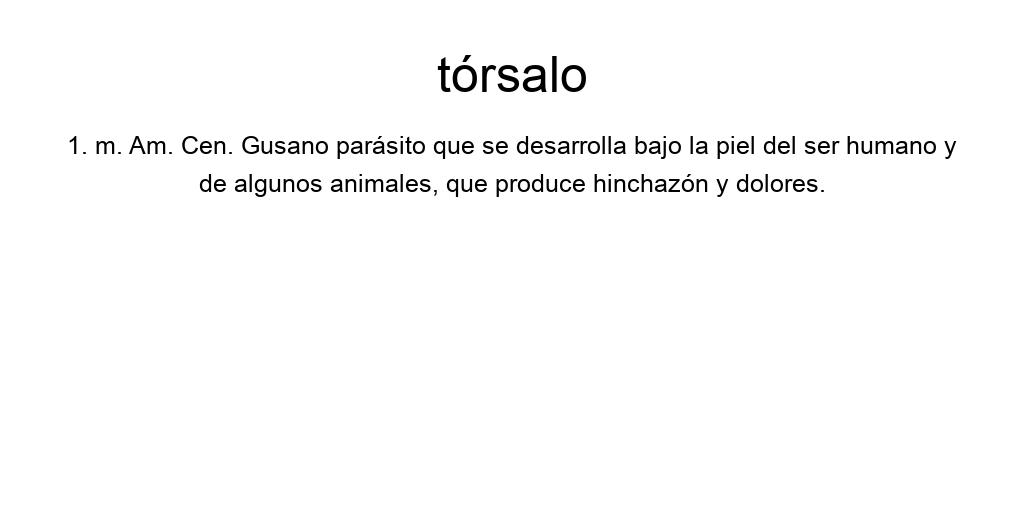 tórsalo
1. m. Am. Cen. Gusano parásito que se desarrolla bajo la piel del ser humano y
de algunos animales, que produce hinchazón y dolores.